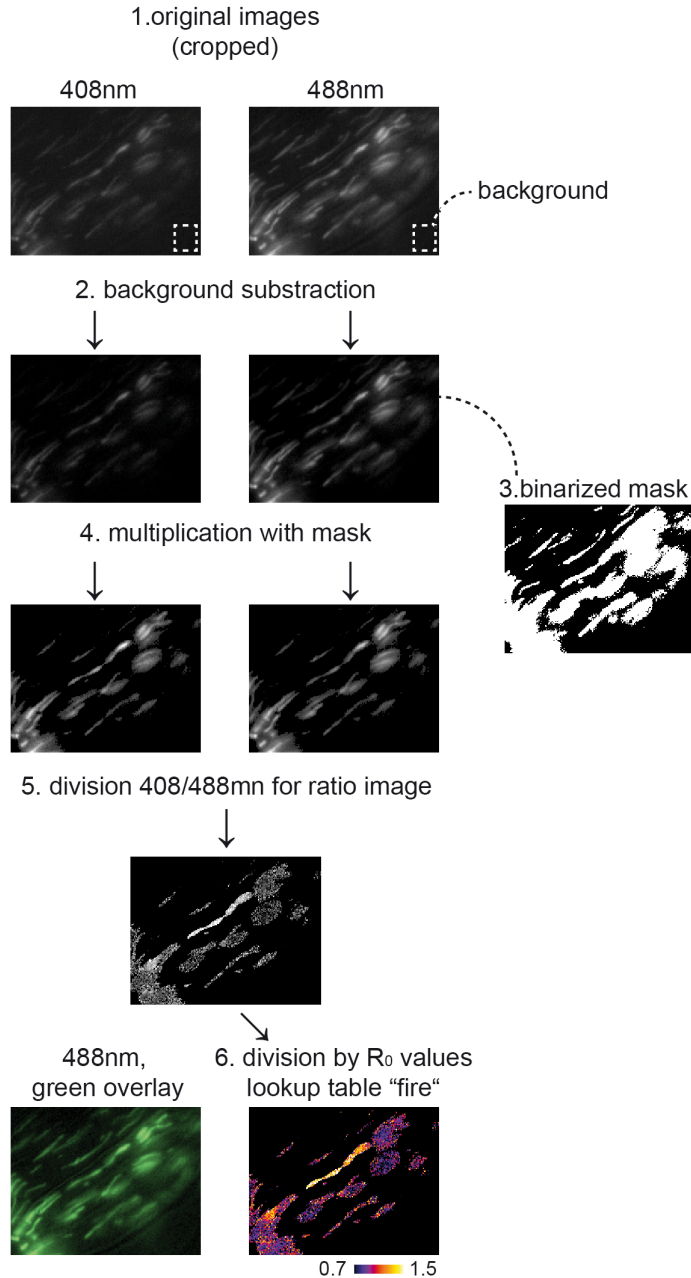 1.original images
(cropped)
408nm
488nm
background
2. background substraction
3.binarized mask
4. multiplication with mask
5. division 408/488mn for ratio image
488nm,
green overlay
6. division by R₀ values
lookup table “fire“
0.7
1.5